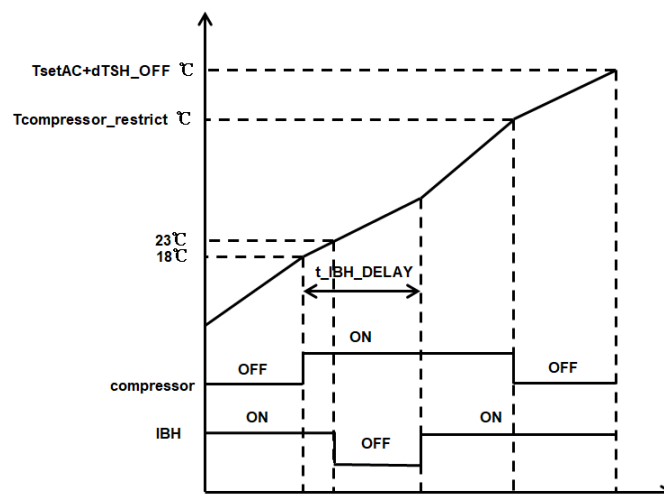 TsetAC+dTSH_OFF ℃
Tcompressor_restrict ℃
23℃
18℃
t_IBH_DELAY
ON
OFF
OFF
compressor
ON
ON
IBH
OFF